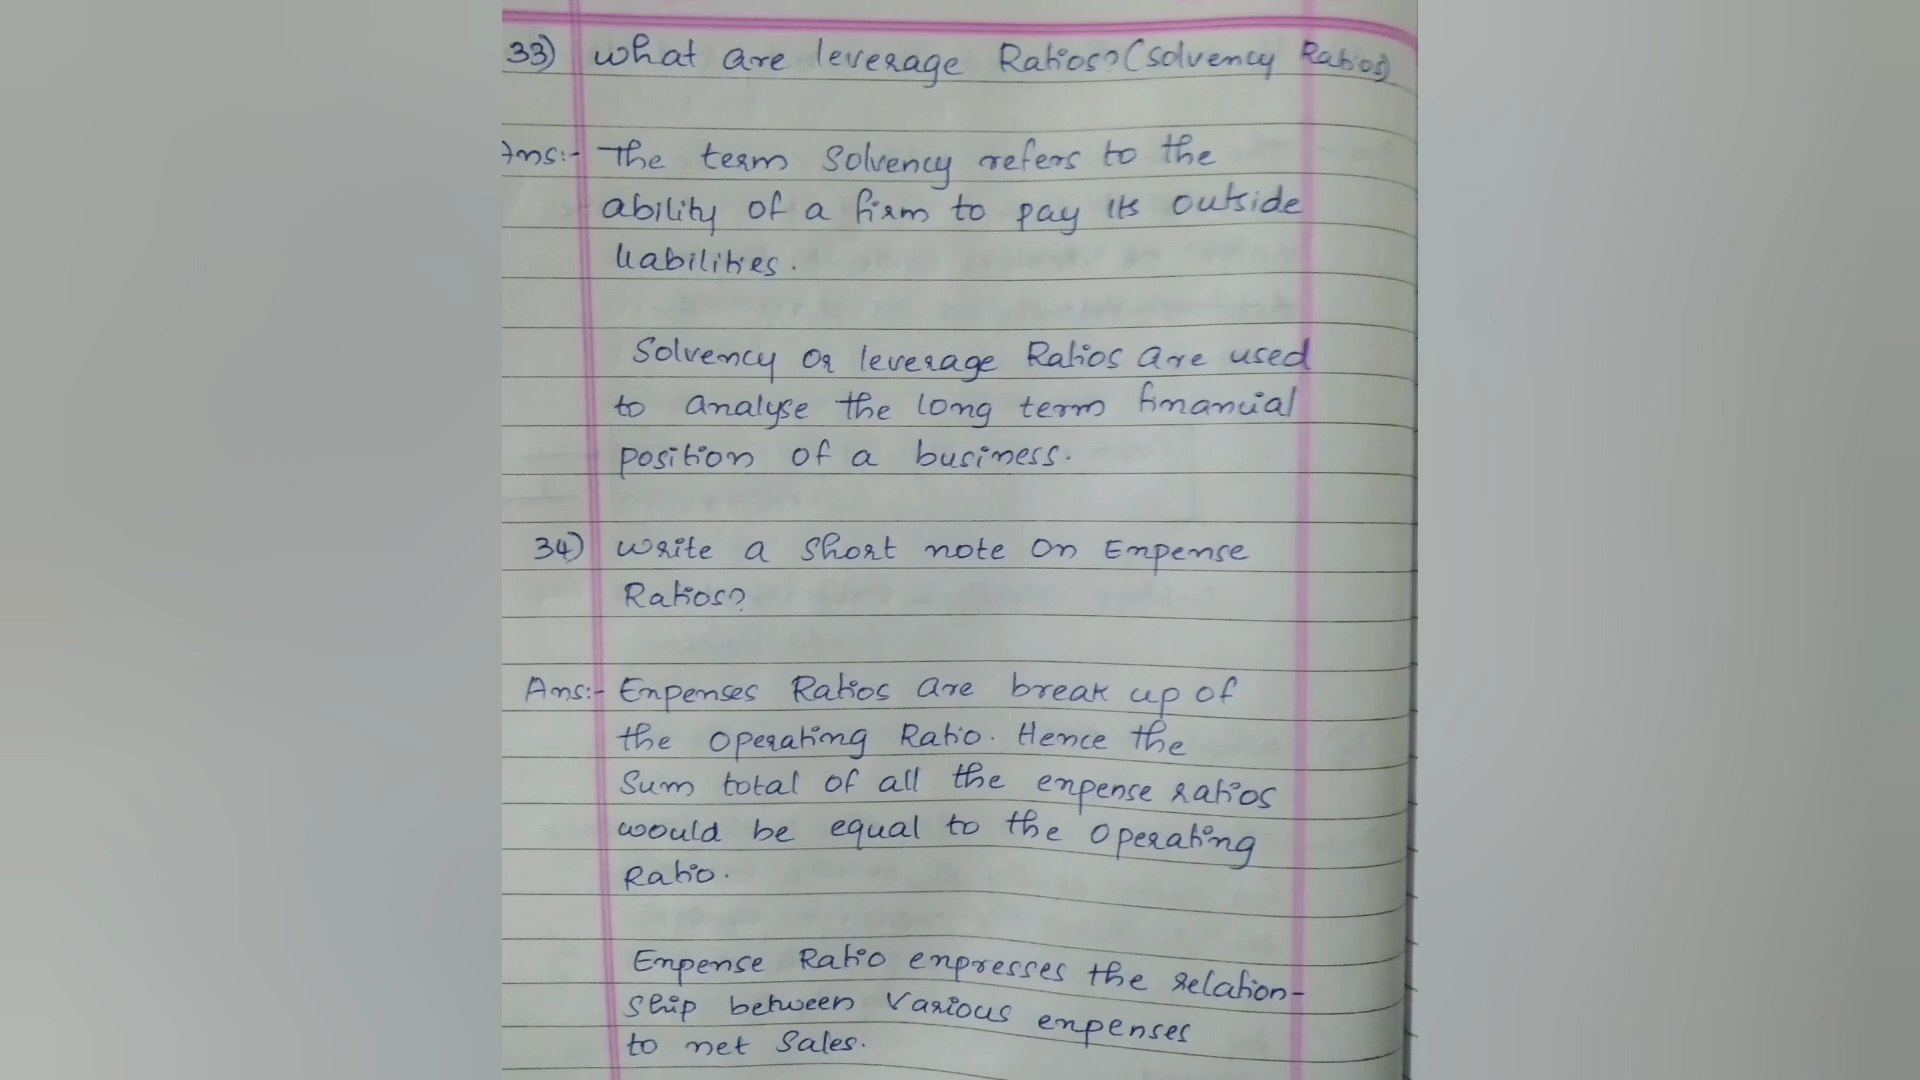 33) What are leverage Ratios? (Solvency Ratios)
Ans:- The term Solvency refers to the
ability of a firm to pay its outside
liabilities.
Solvency or leverage Ratios are used
to analyse the long term financial
position of a business.
34) Write a short note on Expense
Ratios?
Ans:- Expenses Ratios are break up of
the operating Ratio. Hence the
Sum total of all the expense ratios
would be equal to the operating
Ratio.
Expense Ratio expresses the relation-
ship between various expenses
to net Sales.